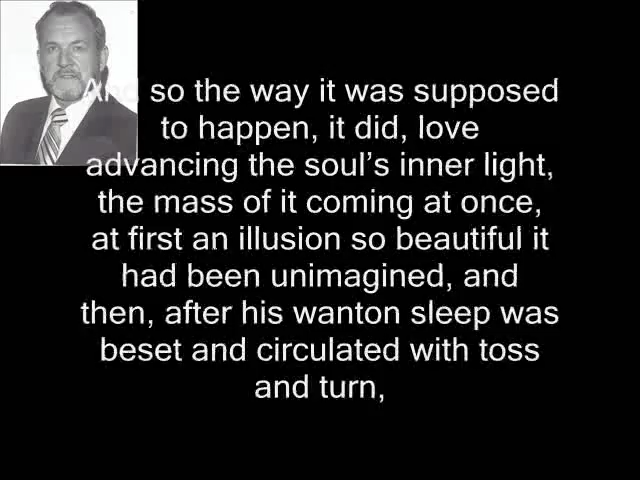 And so the way it was supposed
to happen, it did, love
advancing the soul’s inner light,
the mass of it coming at once,
at first an illusion so beautiful it
had been unimagined, and
then, after his wanton sleep was
beset and circulated with toss
and turn,